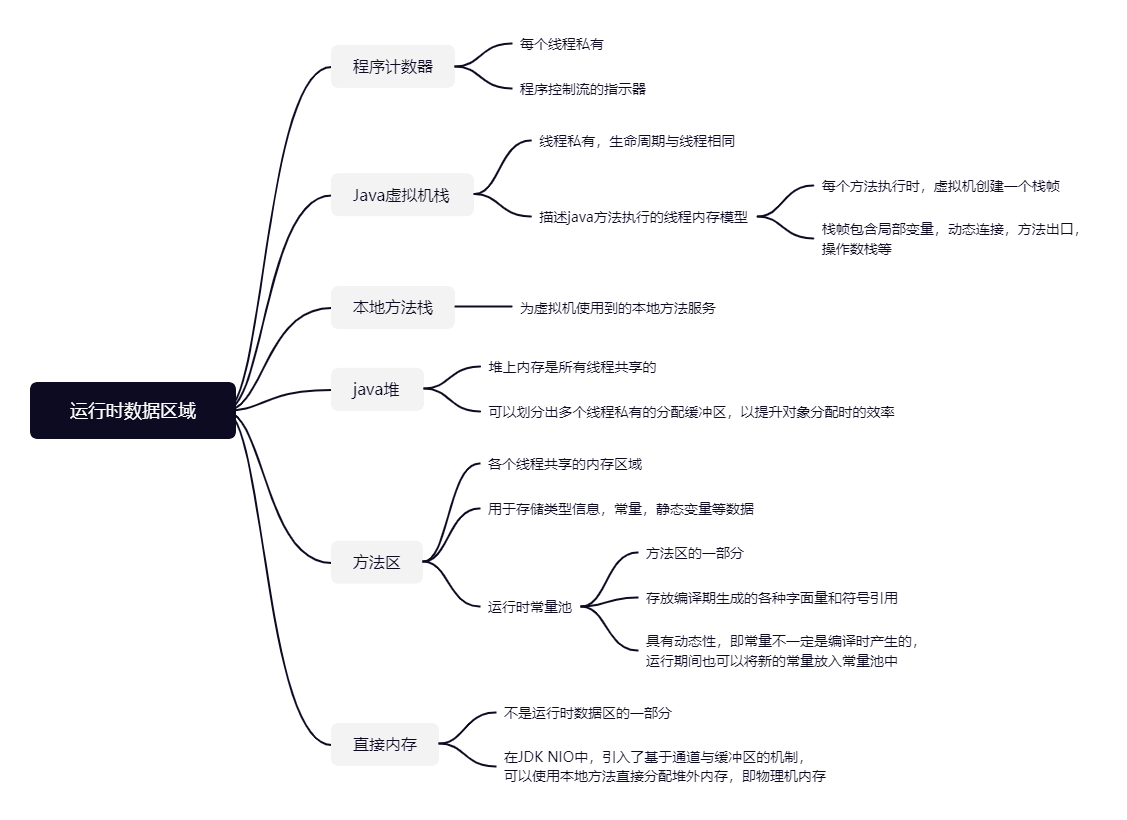 运行时数据区域
程序计数器
每个线程私有
程序控制流的指示器
Java虚拟机栈
线程私有，生命周期与线程相同
描述java方法执行的线程内存模型
每个方法执行时，虚拟机创建一个栈帧
栈帧包含局部变量，动态连接，方法出口，
操作数栈等
本地方法栈
为虚拟机使用到的本地方法服务
java堆
堆上内存是所有线程共享的
可以划分出多个线程私有的分配缓冲区，以提升对象分配时的效率
方法区
各个线程共享的内存区域
用于存储类型信息，常量，静态变量等数据
运行时常量池
方法区的一部分
存放编译期生成的各种字面量和符号引用
具有动态性，即常量不一定是编译时产生的，
运行期间也可以将新的常量放入常量池中
直接内存
不是运行时数据区的一部分
在JDK NIO中，引入了基于通道与缓冲区的机制，
可以使用本地方法直接分配堆外内存，即物理机内存